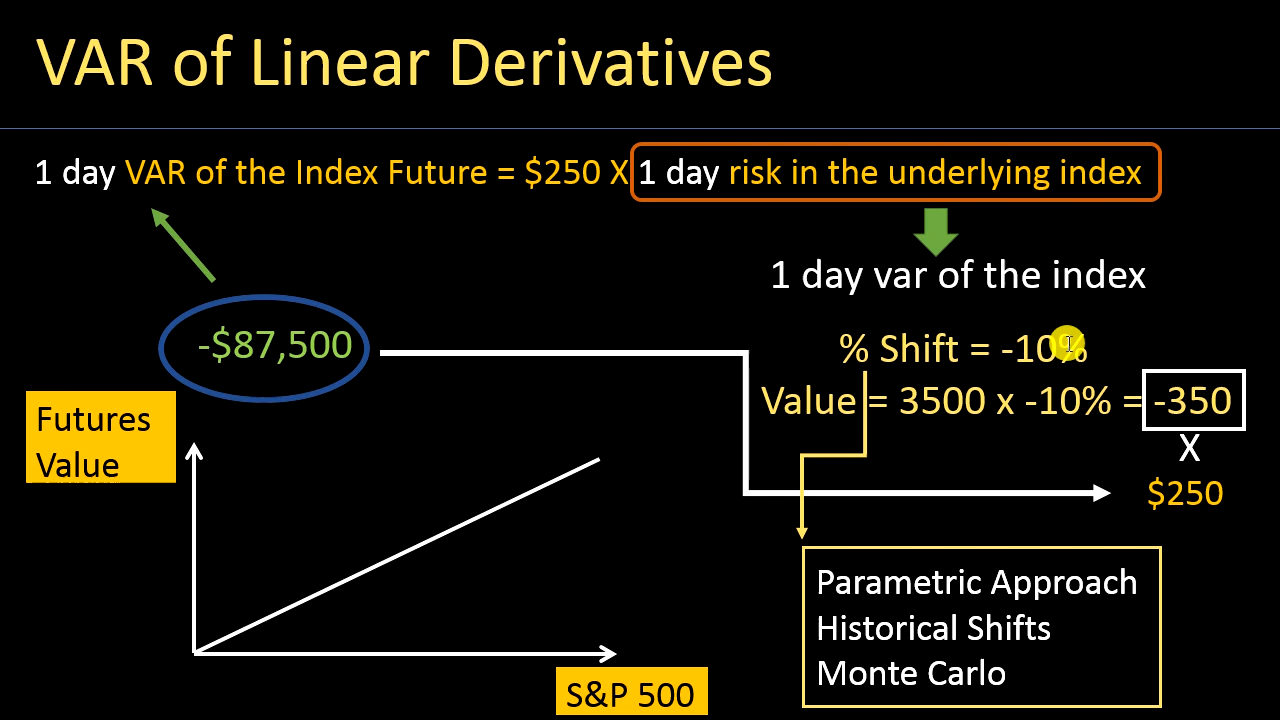 VAR of Linear Derivatives
1 day VAR of the Index Future = $250 X 1 day risk in the underlying index
1 day var of the index
-$87,500
% Shift = -10%
Value = 3500 x -10% = -350
X
$250
Futures
Value
S&P 500
Parametric Approach
Historical Shifts
Monte Carlo